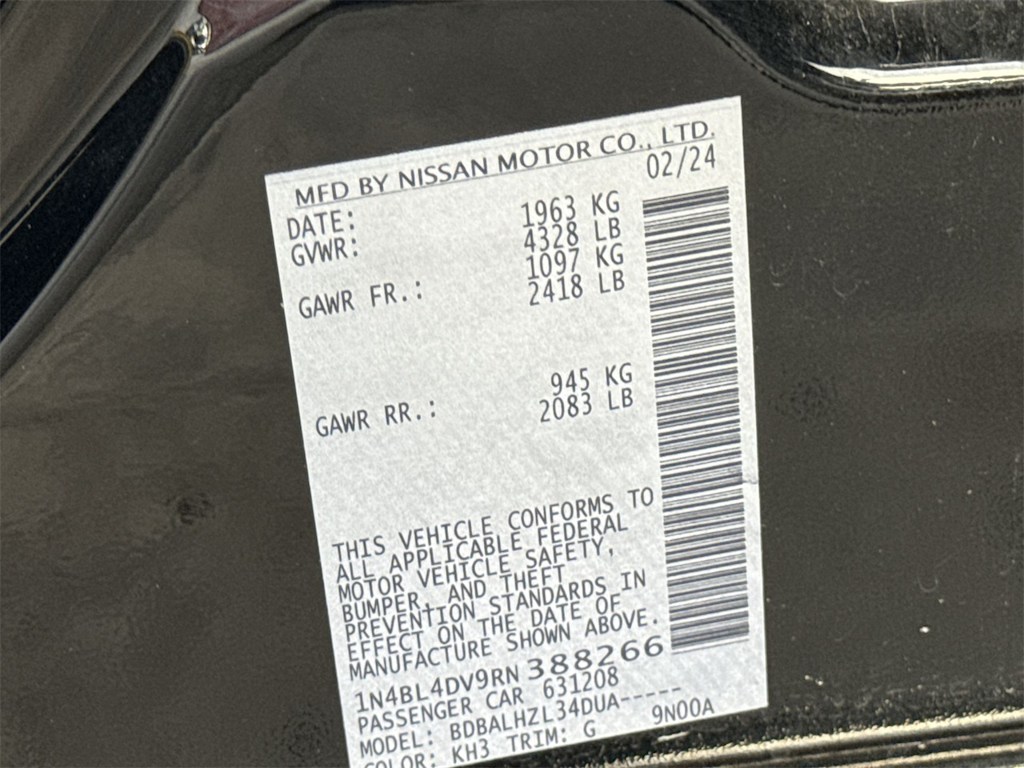 MFD BY NISSAN MOTOR CO., LTD.
DATE: 02/24
GVWR: 1963 KG
4328 LB
GAWR FR.: 1097 KG
2418 LB
GAWR RR.: 945 KG
2083 LB
THIS VEHICLE CONFORMS TO
ALL APPLICABLE FEDERAL
MOTOR VEHICLE SAFETY,
BUMPER, AND THEFT
PREVENTION STANDARDS IN
EFFECT ON THE DATE OF
MANUFACTURE SHOWN ABOVE.
1N4BL4DV9RN388266
PASSENGER CAR 631208
MODEL: BDBALHZL34DUA-----
COLOR: KH3 TRIM: G 9N00A